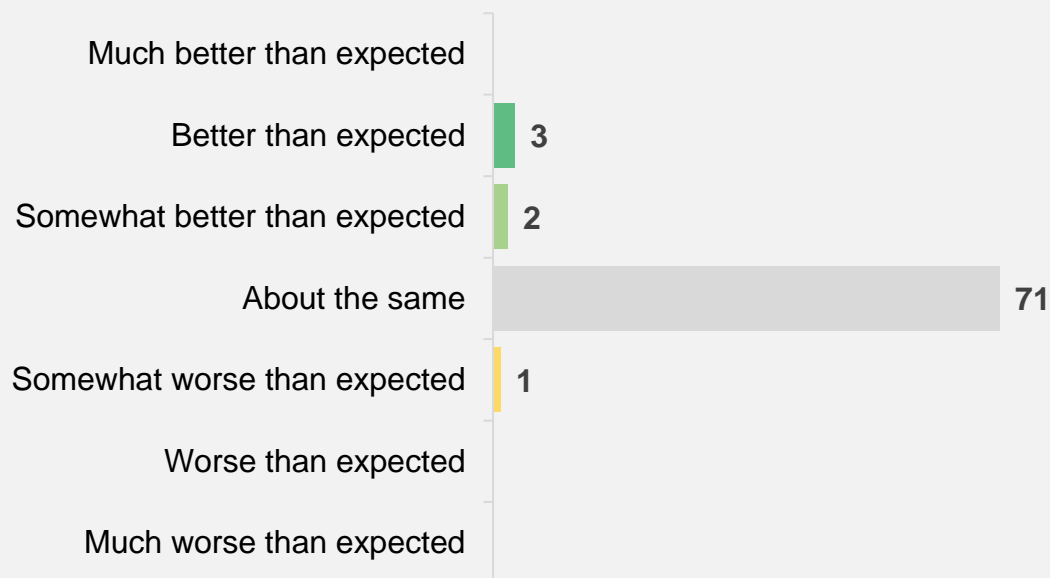 Much better than expected
Better than expected 3
Somewhat better than expected 2
About the same 71
Somewhat worse than expected 1
Worse than expected
Much worse than expected